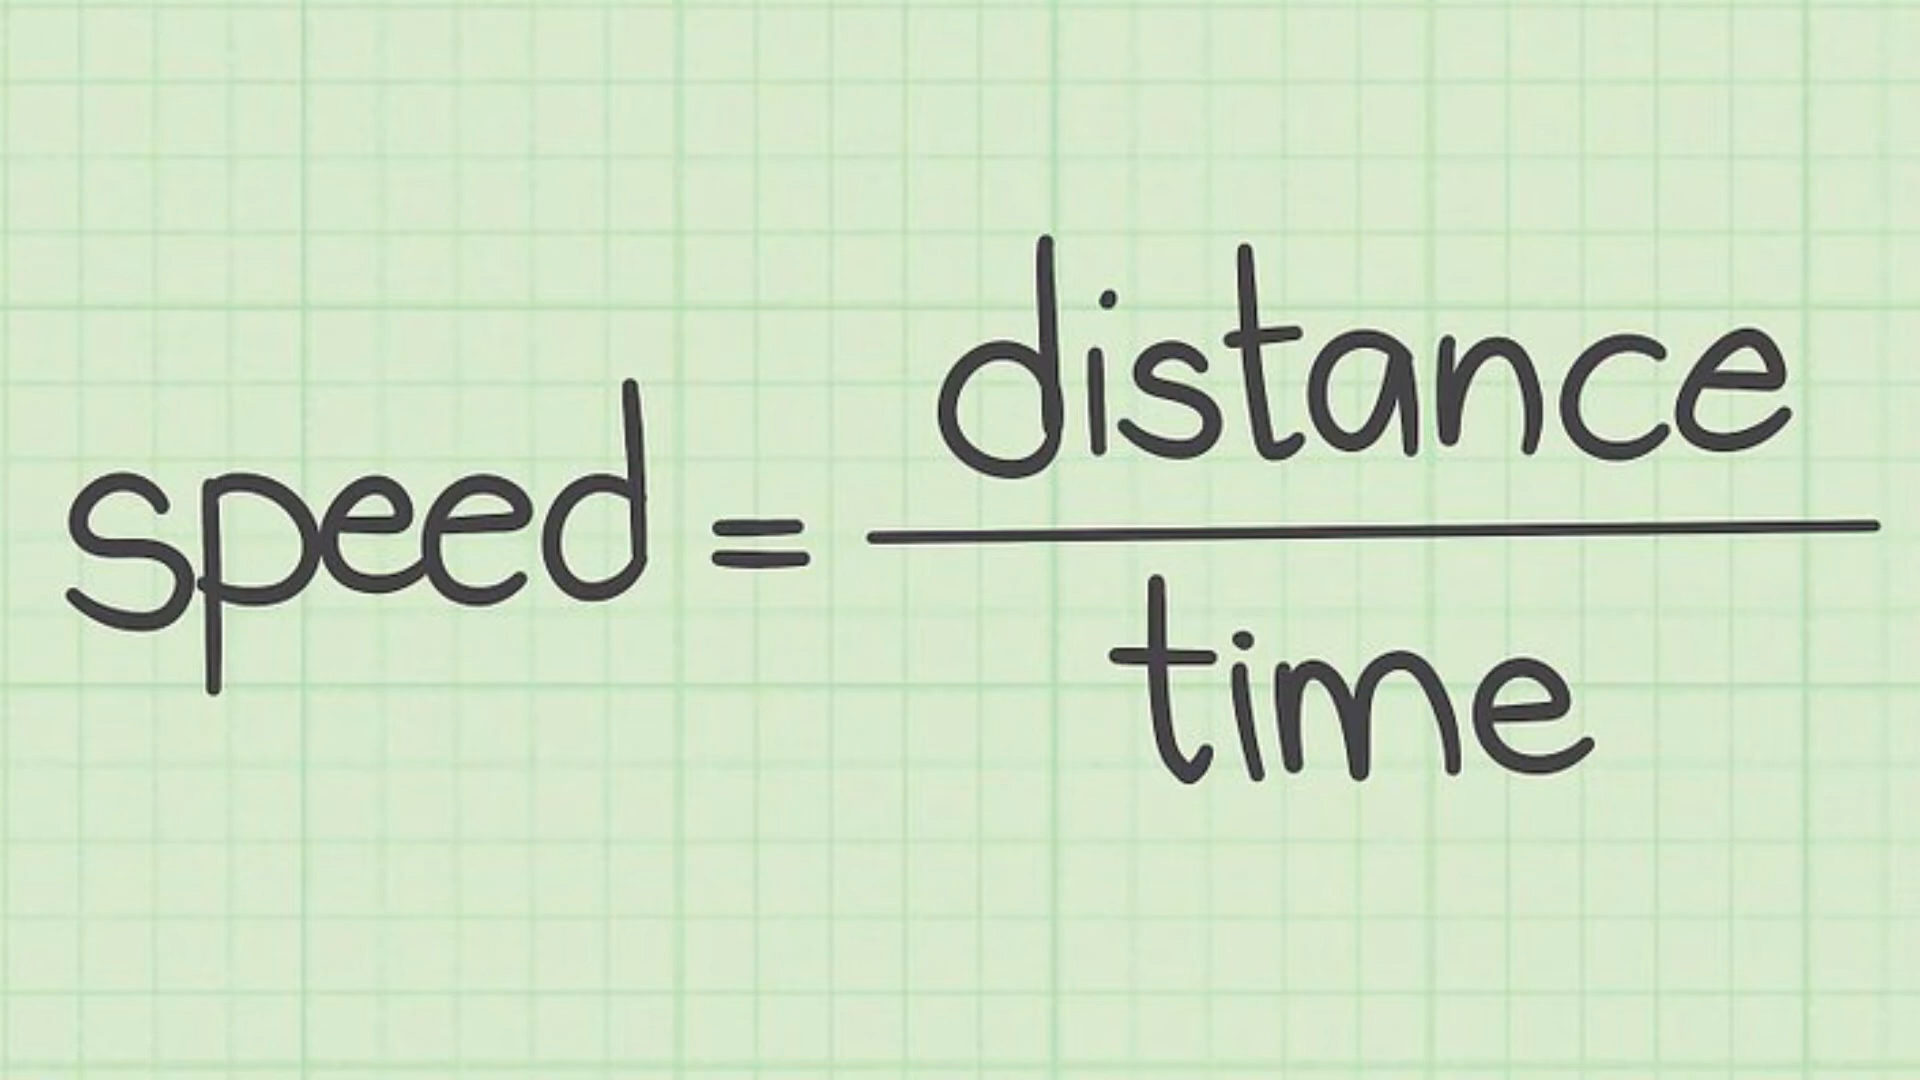 distance
speed =
time